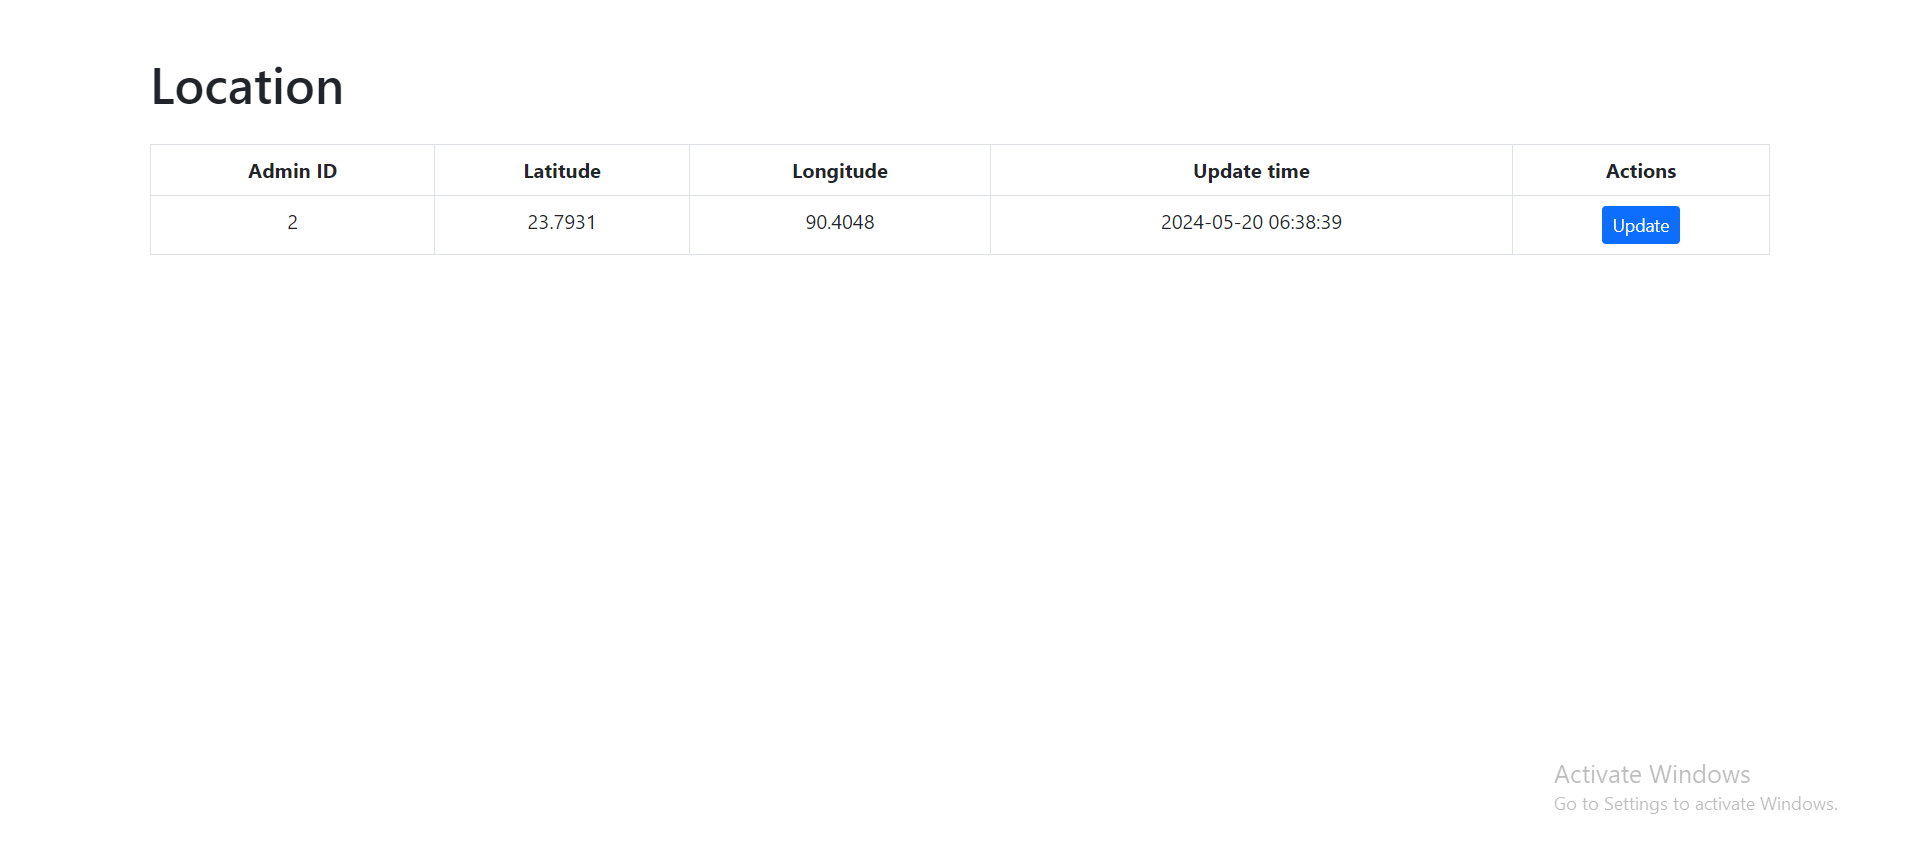 Location
Admin ID Latitude Longitude Update time Actions
2 23.7931 90.4048 2024-05-20 06:38:39 Update
Activate Windows
Go to Settings to activate Windows.